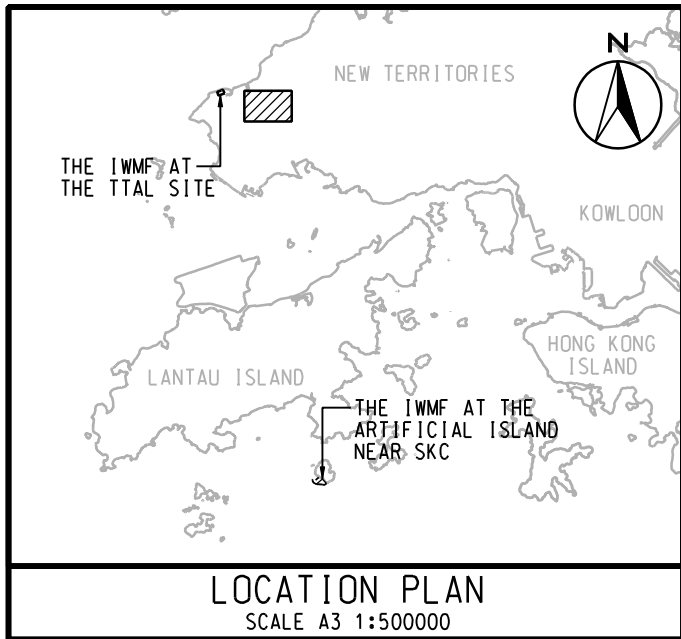 N
NEW TERRITORIES
THE IWMF AT
THE TTAL SITE
KOWLOON
HONG KONG
ISLAND
LANTAU ISLAND
THE IWMF AT THE
ARTIFICIAL ISLAND
NEAR SKC
LOCATION PLAN
SCALE A3 1:500000